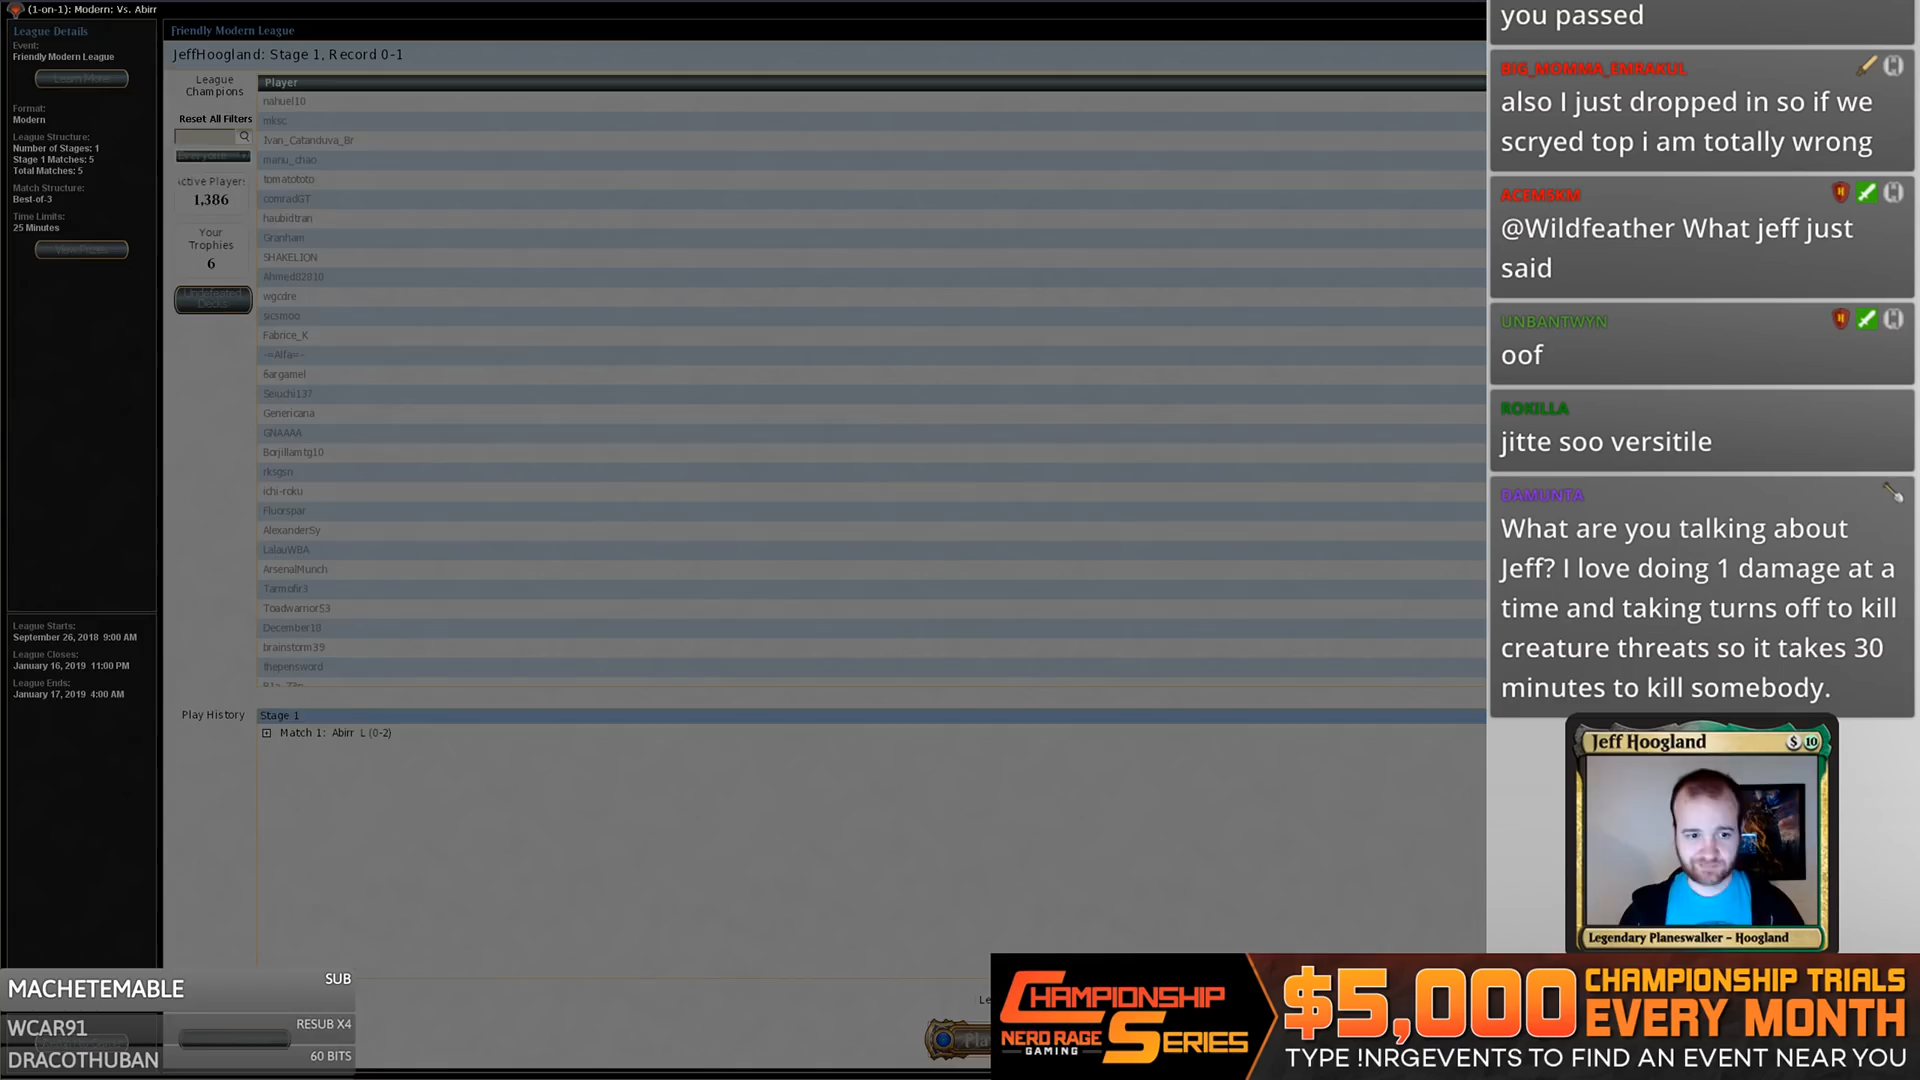 (1-on-1): Modern: Vs. Abirr
League Details
Event:
Friendly Modern League
Learn More
Format:
Modern
League Structure:
Number of Stages: 1
Stage 1 Matches: 5
Total Matches: 5
Match Structure:
Best-of-3
Time Limits:
25 Minutes
View Prizes
League Starts:
September 26, 2018 9:00 AM
League Closes:
January 16, 2019 11:00 PM
League Ends:
January 17, 2019 4:00 AM
Friendly Modern League
JeffHoogland: Stage 1, Record 0-1
League
Champions
Reset All Filters
Everyone
Active Players
1,386
Your
Trophies
6
Undefeated
Decks
Player
nahuel10
mksc
Ivan_Catanduva_Br
manu_chao
tomatototo
comradGT
haubidtran
Granham
SHAKELION
Ahmed82810
wgcdre
sicsmoo
Fabrice_K
-=Alfa=-
6argamel
Seiuchi137
Genericana
GNAAAA
Borjillamtg10
rksgsn
ichi-roku
Fluorspar
AlexanderSy
LalauWBA
ArsenalMunch
Tarmofir3
Toadwarrior53
December18
brainstorm39
thepensword
Play History
Stage 1
Match 1: Abirr L (0-2)
you passed
BIG_MOMMA_EMRAKUL
also I just dropped in so if we
scryed top i am totally wrong
ACEM5KM
@Wildfeather What jeff just
said
UNBANTWYN
oof
ROKILLA
jitte soo versitile
DAMUNTA
What are you talking about
Jeff? I love doing 1 damage at a
time and taking turns off to kill
creature threats so it takes 30
minutes to kill somebody.
Jeff Hoogland $ 10
Legendary Planeswalker – Hoogland
MACHETEMABLE SUB
WCAR91 RESUB X4
DRACOTHUBAN 60 BITS
CHAMPIONSHIP
NERD RAGE
GAMING
SERIES
$5,000 CHAMPIONSHIP TRIALS
EVERY MONTH
TYPE !NRGEVENTS TO FIND AN EVENT NEAR YOU